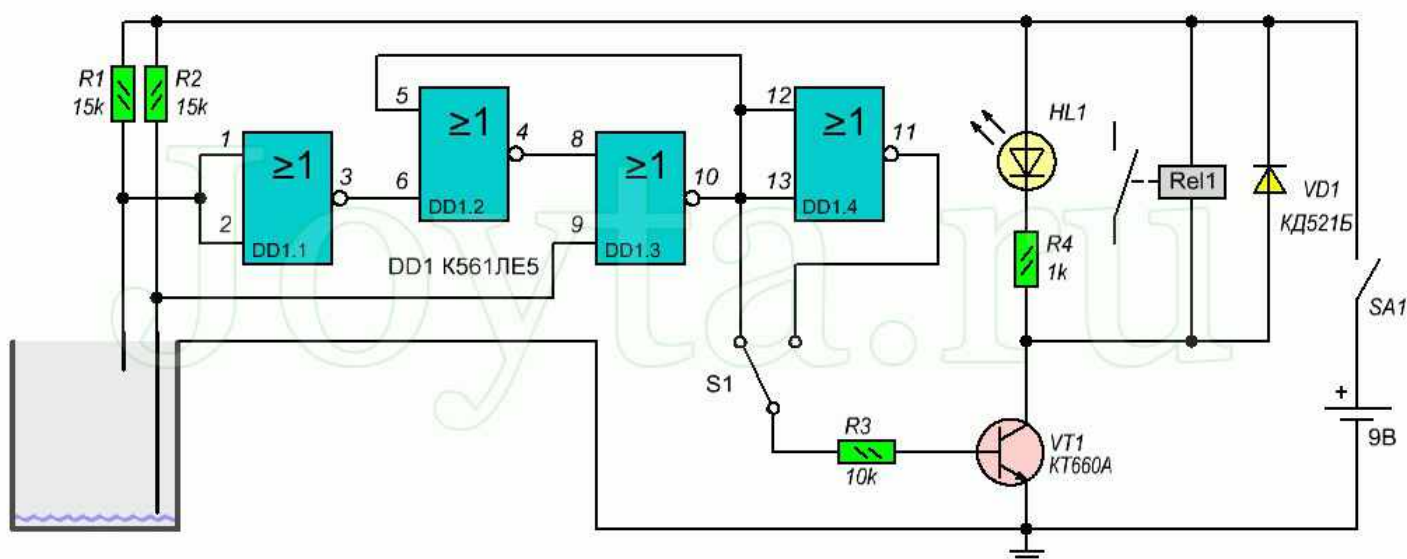 R1
15k
R2
15k
1
2
≥1
3
DD1.1
5
6
≥1
4
DD1.2
8
9
≥1
10
DD1.3
12
13
≥1
11
DD1.4
DD1 К561ЛЕ5
HL1
R4
1k
Rel1
VD1
КД521Б
SA1
+
9В
S1
R3
10k
VT1
КТ660А
Joyta.ru